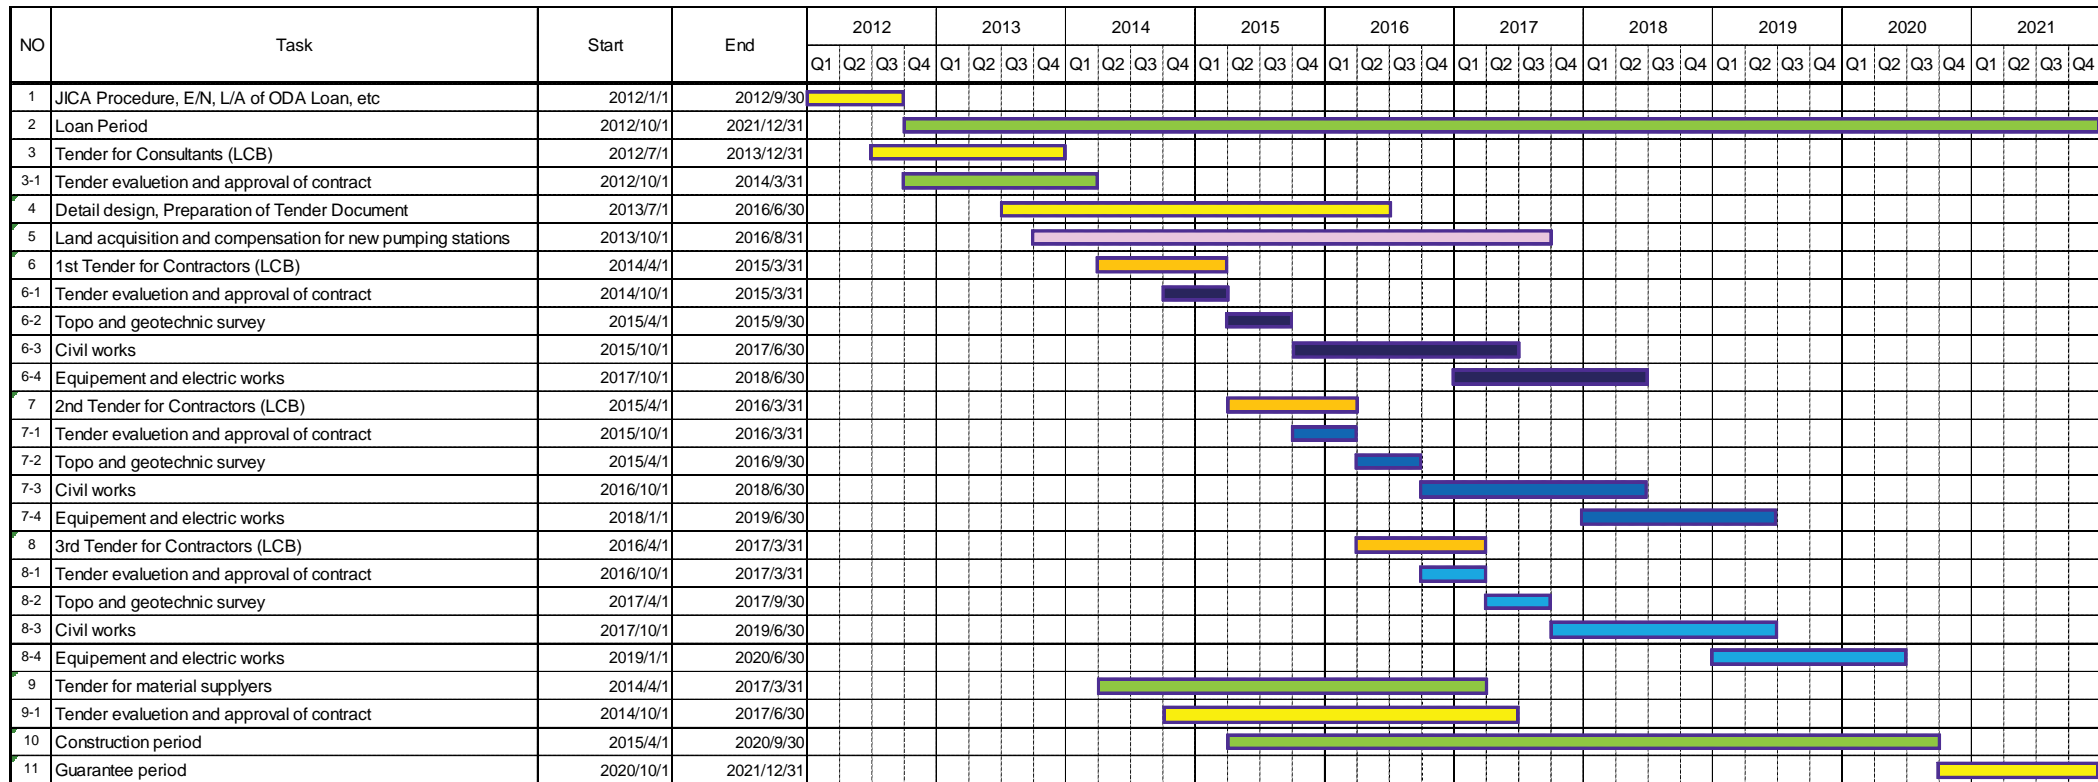 NO Task Start End 2012 2013 2014 2015 2016 2017 2018 2019 2020 2021
Q1 Q2 Q3 Q4 Q1 Q2 Q3 Q4 Q1 Q2 Q3 Q4 Q1 Q2 Q3 Q4 Q1 Q2 Q3 Q4 Q1 Q2 Q3 Q4 Q1 Q2 Q3 Q4 Q1 Q2 Q3 Q4 Q1 Q2 Q3 Q4 Q1 Q2 Q3 Q4
1 JICA Procedure, E/N, L/A of ODA Loan, etc 2012/1/1 2012/9/30
2 Loan Period 2012/10/1 2021/12/31
3 Tender for Consultants (LCB) 2012/7/1 2013/12/31
3-1 Tender evaluetion and approval of contract 2012/10/1 2014/3/31
4 Detail design, Preparation of Tender Document 2013/7/1 2016/6/30
5 Land acquisition and compensation for new pumping stations 2013/10/1 2016/8/31
6 1st Tender for Contractors (LCB) 2014/4/1 2015/3/31
6-1 Tender evaluetion and approval of contract 2014/10/1 2015/3/31
6-2 Topo and geotechnic survey 2015/4/1 2015/9/30
6-3 Civil works 2015/10/1 2017/6/30
6-4 Equipement and electric works 2017/10/1 2018/6/30
7 2nd Tender for Contractors (LCB) 2015/4/1 2016/3/31
7-1 Tender evaluetion and approval of contract 2015/10/1 2016/3/31
7-2 Topo and geotechnic survey 2015/4/1 2016/9/30
7-3 Civil works 2016/10/1 2018/6/30
7-4 Equipement and electric works 2018/1/1 2019/6/30
8 3rd Tender for Contractors (LCB) 2016/4/1 2017/3/31
8-1 Tender evaluetion and approval of contract 2016/10/1 2017/3/31
8-2 Topo and geotechnic survey 2017/4/1 2017/9/30
8-3 Civil works 2017/10/1 2019/6/30
8-4 Equipement and electric works 2019/1/1 2020/6/30
9 Tender for material supplyers 2014/4/1 2017/3/31
9-1 Tender evaluetion and approval of contract 2014/10/1 2017/6/30
10 Construction period 2015/4/1 2020/9/30
11 Guarantee period 2020/10/1 2021/12/31